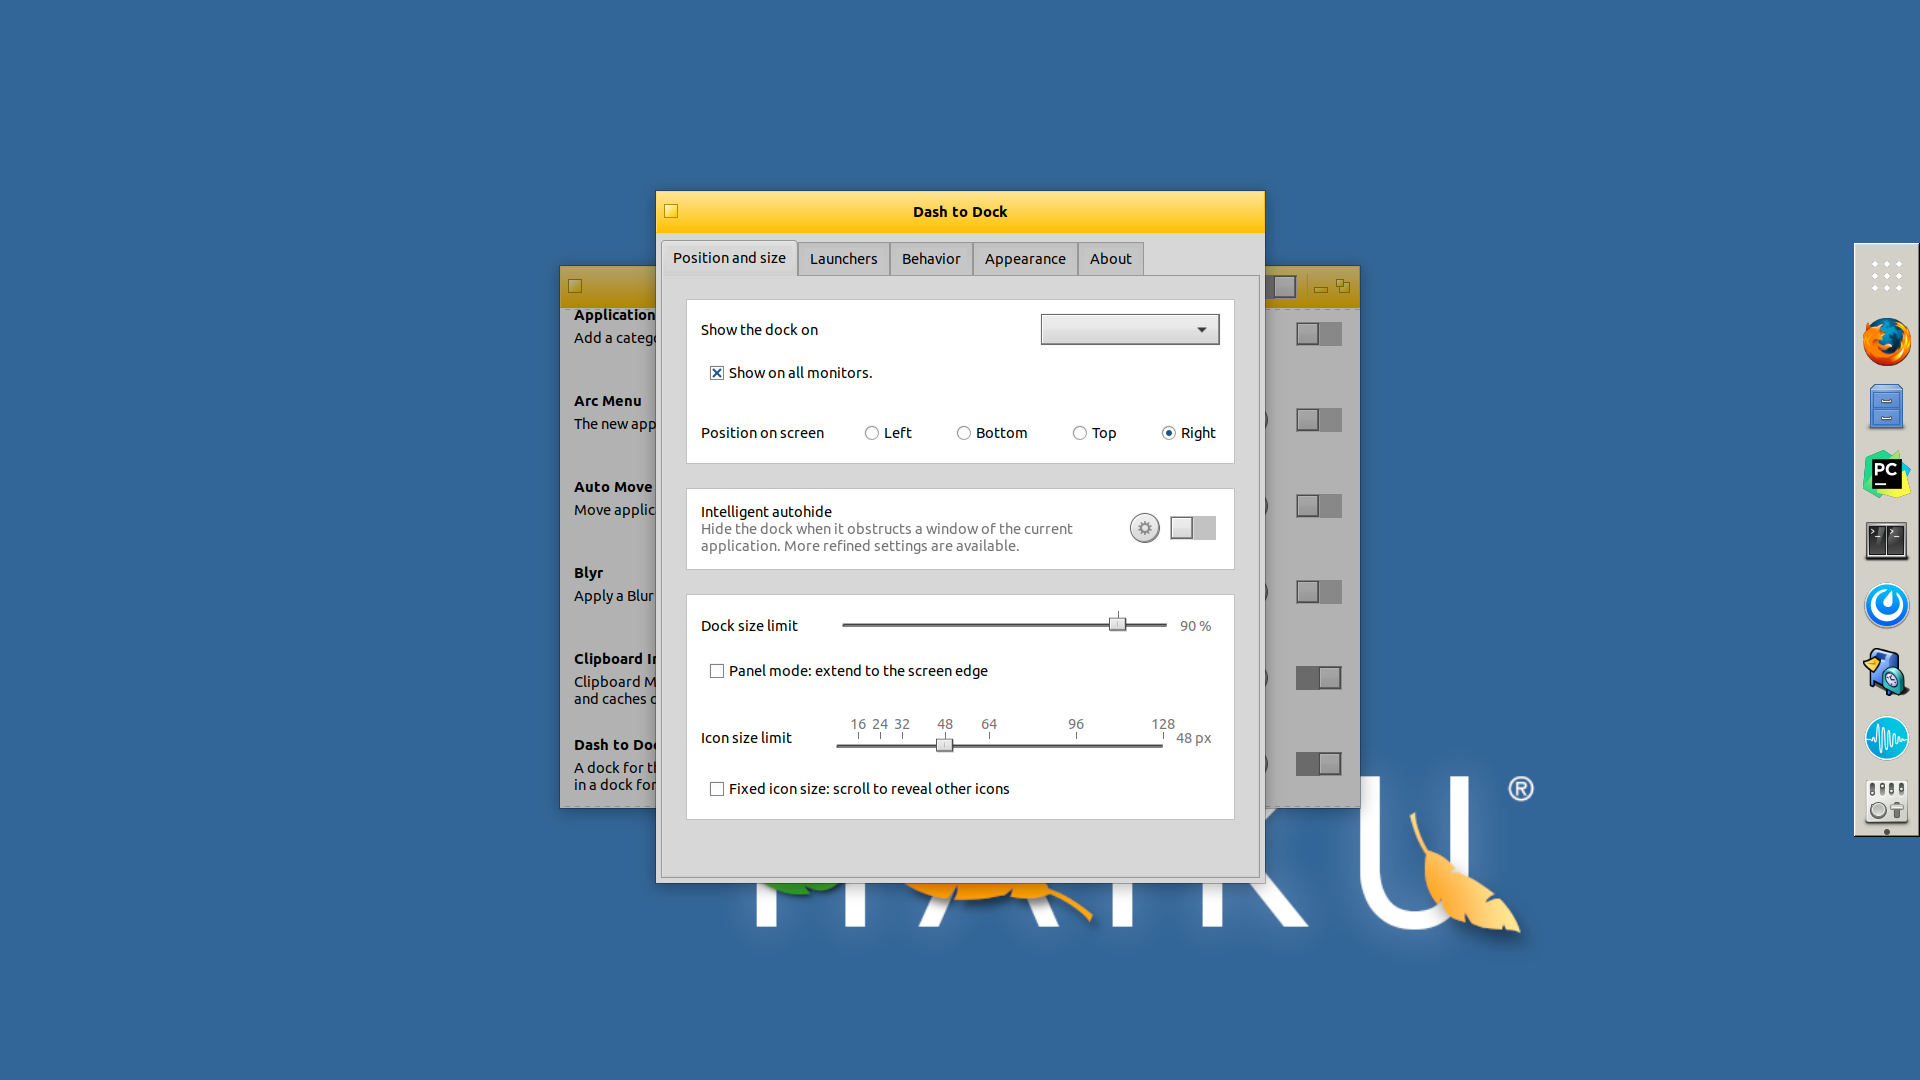 Dash to Dock
Position and size
Launchers
Behavior
Appearance
About
Show the dock on
Show on all monitors.
Position on screen
Left
Bottom
Top
Right
Intelligent autohide
Hide the dock when it obstructs a window of the current
application. More refined settings are available.
Dock size limit
90 %
Panel mode: extend to the screen edge
16 24 32 48 64 96 128
Icon size limit
48 px
Fixed icon size: scroll to reveal other icons
Application
Add a catego
Arc Menu
The new app
Auto Move
Move applic
Blyr
Apply a Blur
Clipboard In
Clipboard M
and caches c
Dash to Doc
A dock for th
in a dock for
HAIKU
®
PC